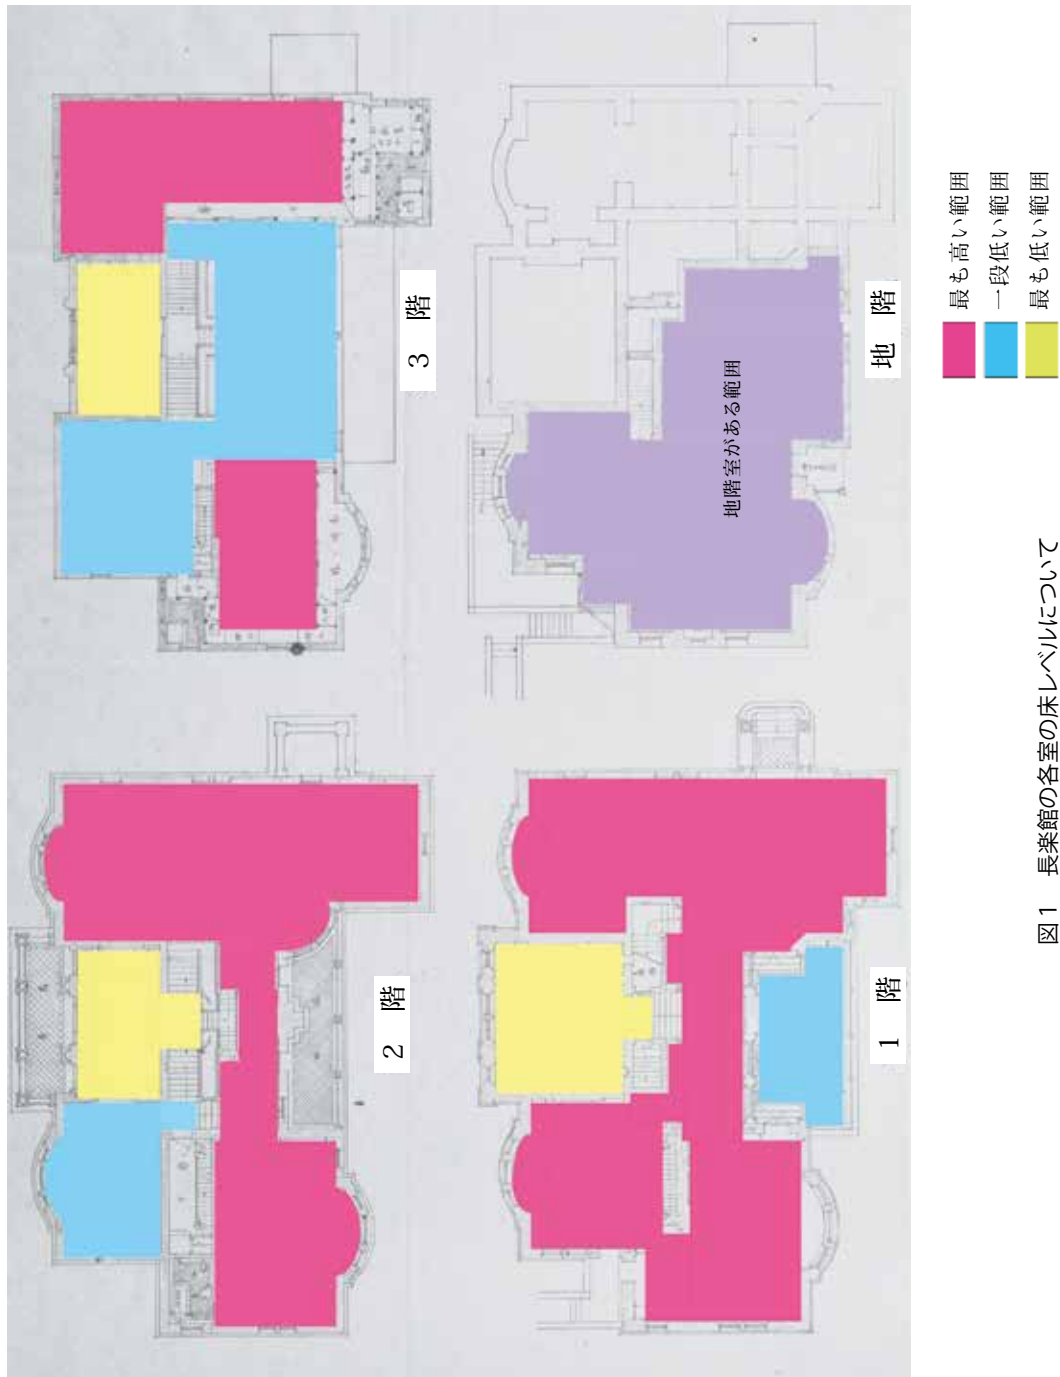 3 階
地 階
地階室がある範囲
2 階
1 階
最も高い範囲
一段低い範囲
最も低い範囲
図1 長楽館の各室の床レベルについて